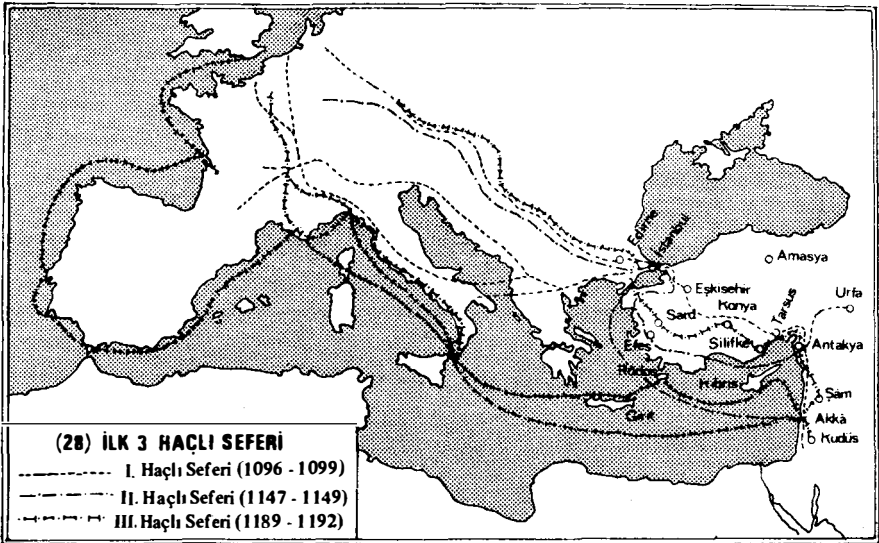 Edirne
İstanbul
Amasya
Eşkisehir
Konya
Tarsus
Urfa
Sard
Efes
Silifke
Antakya
Rodos
Kıbrıs
Şam
Girit
Akkâ
Kudüs
(28) İLK 3 HAÇLI SEFERİ
I. Haçlı Seferi (1096 - 1099)
II. Haçlı Seferi (1147 - 1149)
III. Haçlı Seferi (1189 - 1192)